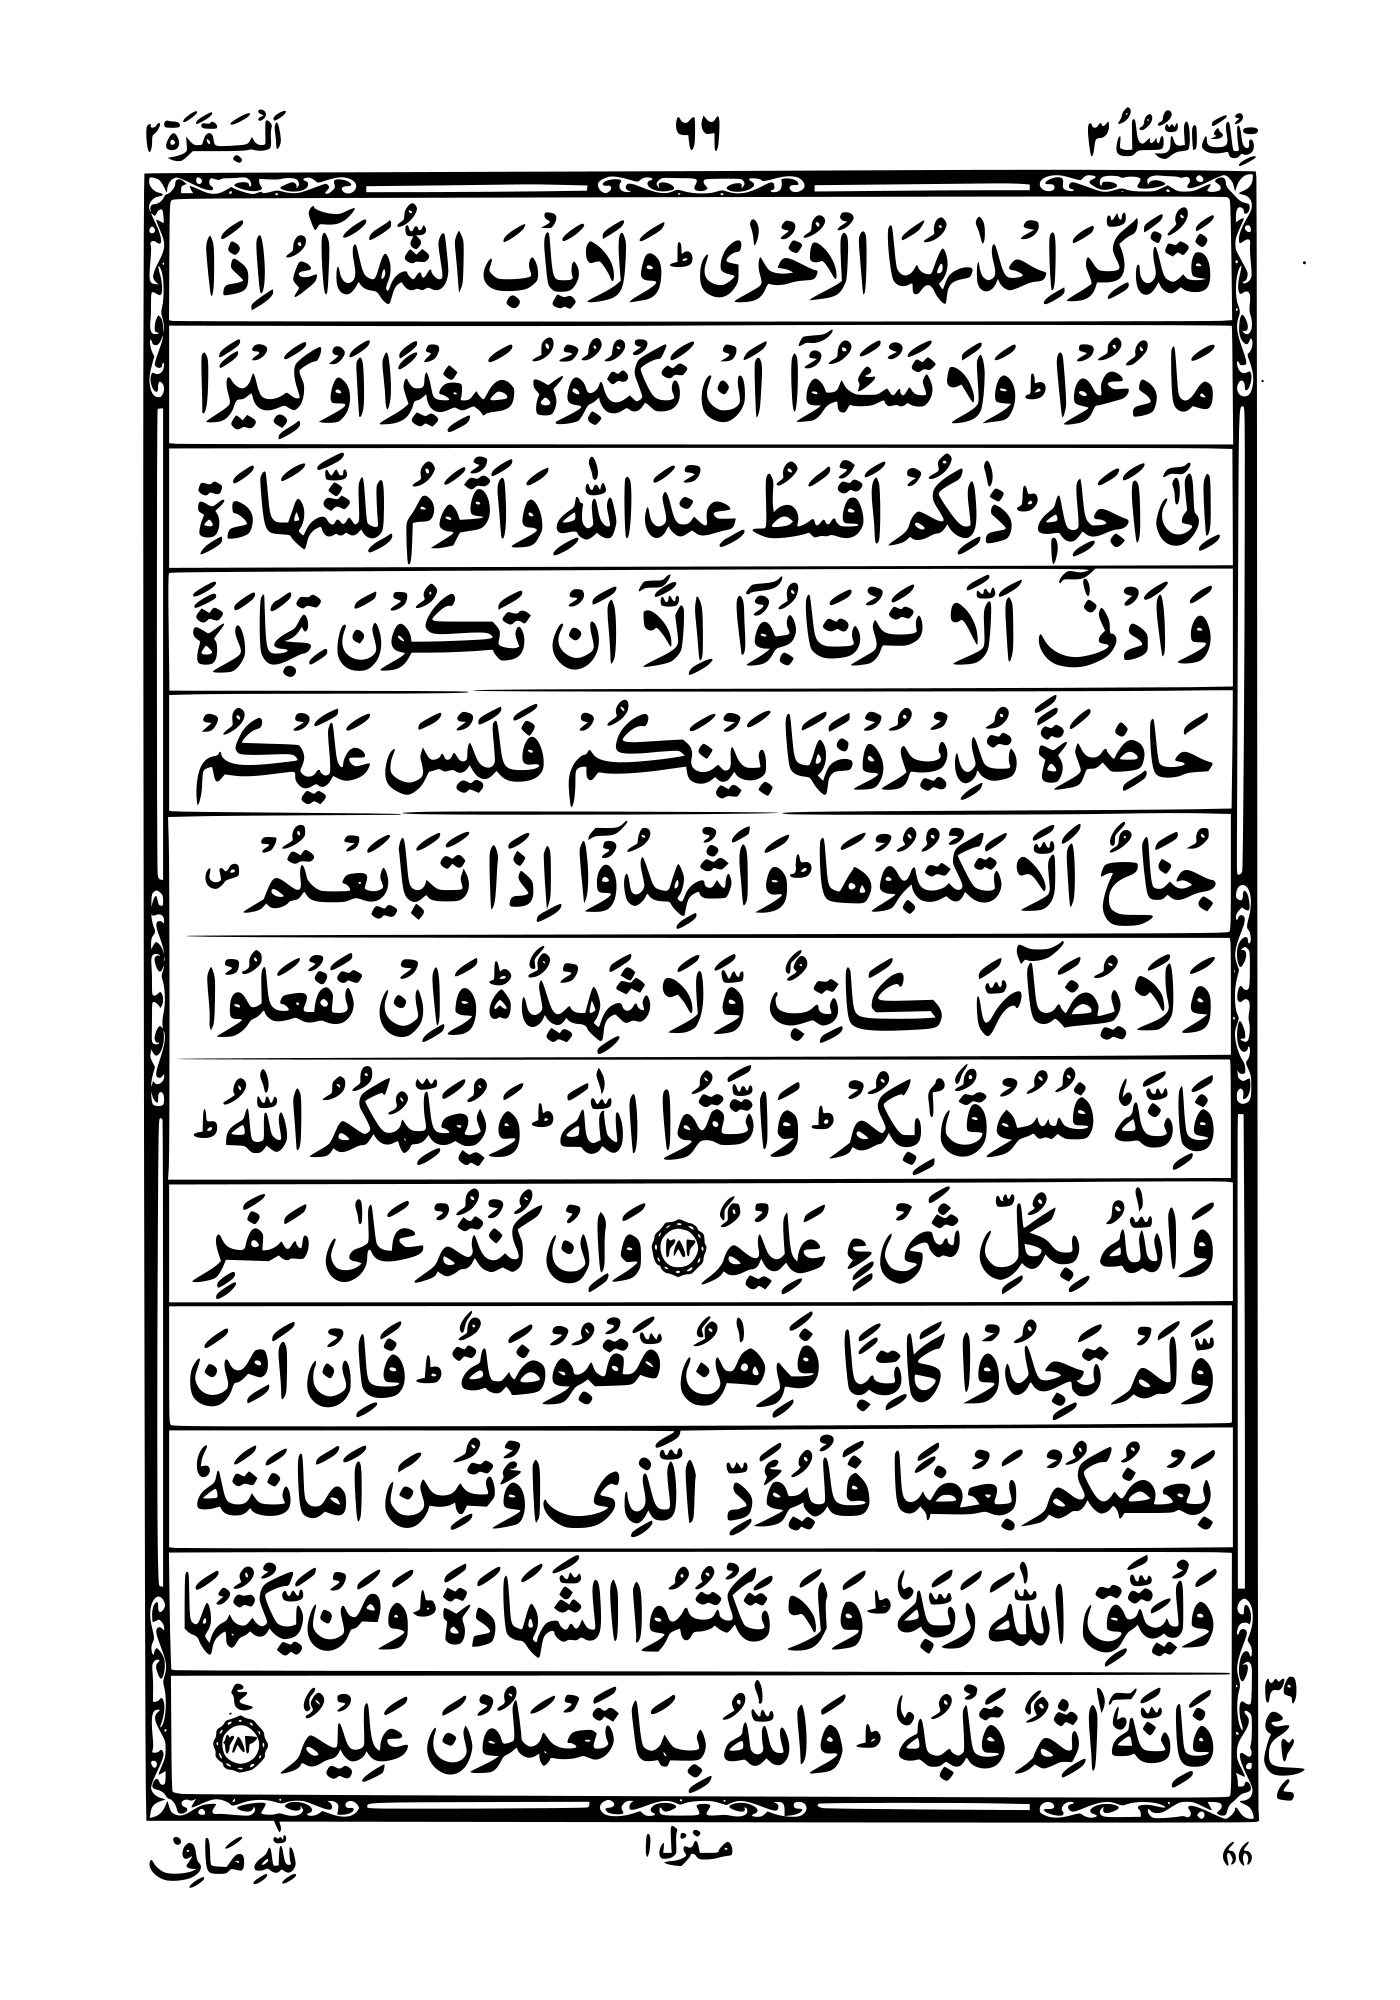 تِلْكَ الرُّسُلُ ٣
٦٦
اَلْبَقَرَة ٢
فَتُذَكِّرَ اِحْدٰىهُمَا الْاُخْرٰى ؕ وَلَا يَاْبَ الشُّهَدَآءُ اِذَا
مَا دُعُوْا ؕ وَلَا تَسْـَٔمُوْۤا اَنْ تَكْتُبُوْهُ صَغِيْرًا اَوْ كَبِيْرًا
اِلٰۤى اَجَلِهٖ ؕ ذٰلِكُمْ اَقْسَطُ عِنْدَ اللّٰهِ وَ اَقْوَمُ لِلشَّهَادَةِ
وَ اَدْنٰۤى اَلَّا تَرْتَابُوْۤا اِلَّاۤ اَنْ تَكُوْنَ تِجَارَةً
حَاضِرَةً تُدِيْرُوْنَهَا بَيْنَكُمْ فَلَيْسَ عَلَيْكُمْ
جُنَاحٌ اَلَّا تَكْتُبُوْهَا ؕ وَ اَشْهِدُوْۤا اِذَا تَبَايَعْتُمْ ۪
وَلَا يُضَآرَّ كَاتِبٌ وَّلَا شَهِيْدٌ ؕ۬ وَاِنْ تَفْعَلُوْا
فَاِنَّهٗ فُسُوْقٌۢ بِكُمْ ؕ وَاتَّقُوا اللّٰهَ ؕ وَيُعَلِّمُكُمُ اللّٰهُ ؕ
وَاللّٰهُ بِكُلِّ شَىْءٍ عَلِيْمٌ ﴿٢٨٢﴾ وَاِنْ كُنْتُمْ عَلٰى سَفَرٍ
وَّلَمْ تَجِدُوْا كَاتِبًا فَرِهٰنٌ مَّقْبُوْضَةٌ ؕ فَاِنْ اَمِنَ
بَعْضُكُمْ بَعْضًا فَلْيُؤَدِّ الَّذِى اؤْتُمِنَ اَمَانَتَهٗ
وَلْيَتَّقِ اللّٰهَ رَبَّهٗ ؕ وَلَا تَكْتُمُوا الشَّهَادَةَ ؕ وَمَنْ يَّكْتُمْهَا
فَاِنَّهٗۤ اٰثِمٌ قَلْبُهٗ ؕ وَاللّٰهُ بِمَا تَعْمَلُوْنَ عَلِيْمٌ ﴿٢٨٣﴾ ع
٣٩
ع
٢
٧
66
منزل ١
لِلّٰهِ مَا فِى